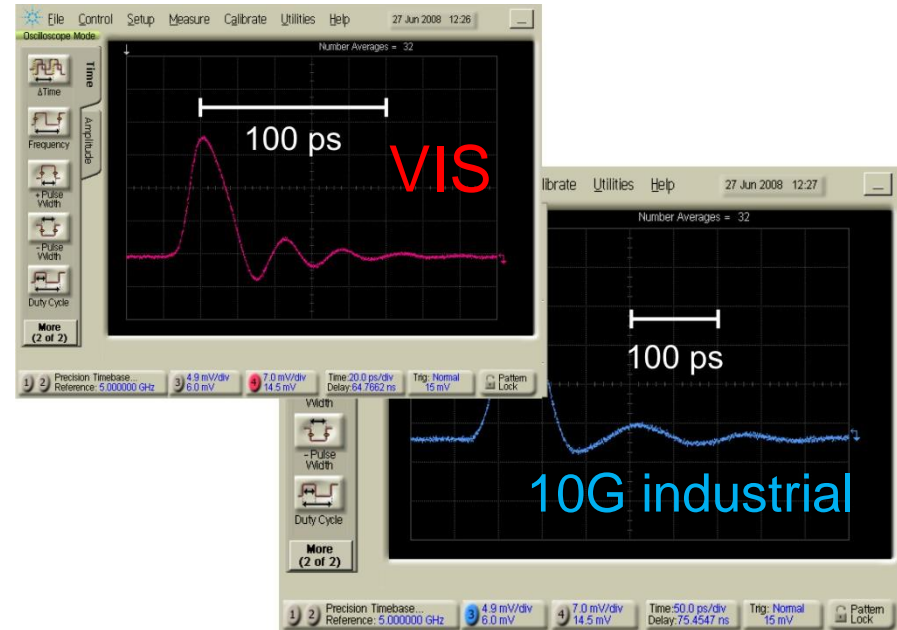 File Control Setup Measure Calibrate Utilities Help 27 Jun 2008 12:26
Oscilloscope Mode
Number Averages = 32
Time
Amplitude
ΔTime
Frequency
+ Pulse
Width
- Pulse
Width
Duty Cycle
More
(2 of 2)
100 ps
VIS
1 2 Precision Timebase... 3 4.9 mV/div 4 7.0 mV/div Time:20.0 ps/div Trig: Normal Pattern
Reference: 5.000000 GHz 6.0 mV 14.5 mV Delay:64.7662 ns 15 mV Lock
librate Utilities Help 27 Jun 2008 12:27
Number Averages = 32
100 ps
Width
- Pulse
Width
Duty Cycle
More
(2 of 2)
10G industrial
1 2 Precision Timebase... 3 4.9 mV/div 4 7.0 mV/div Time:50.0 ps/div Trig: Normal Pattern
Reference: 5.000000 GHz 6.0 mV 14.5 mV Delay:75.4547 ns 15 mV Lock